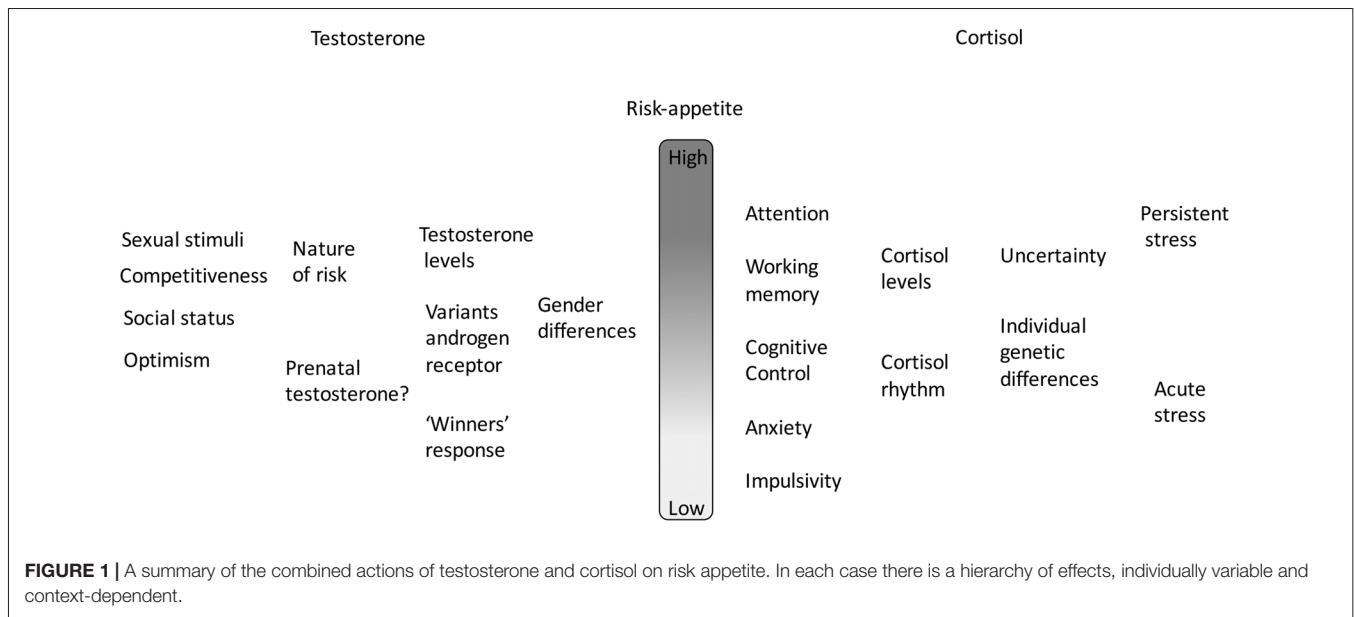 Testosterone
Cortisol
Risk-appetite
High
Low
Sexual stimuli
Competitiveness
Social status
Optimism
Nature
of risk
Prenatal
testosterone?
Testosterone
levels
Variants
androgen
receptor
‘Winners’
response
Gender
differences
Attention
Working
memory
Cognitive
Control
Anxiety
Impulsivity
Cortisol
levels
Cortisol
rhythm
Uncertainty
Individual
genetic
differences
Persistent
stress
Acute
stress
FIGURE 1 | A summary of the combined actions of testosterone and cortisol on risk appetite. In each case there is a hierarchy of effects, individually variable and
context-dependent.